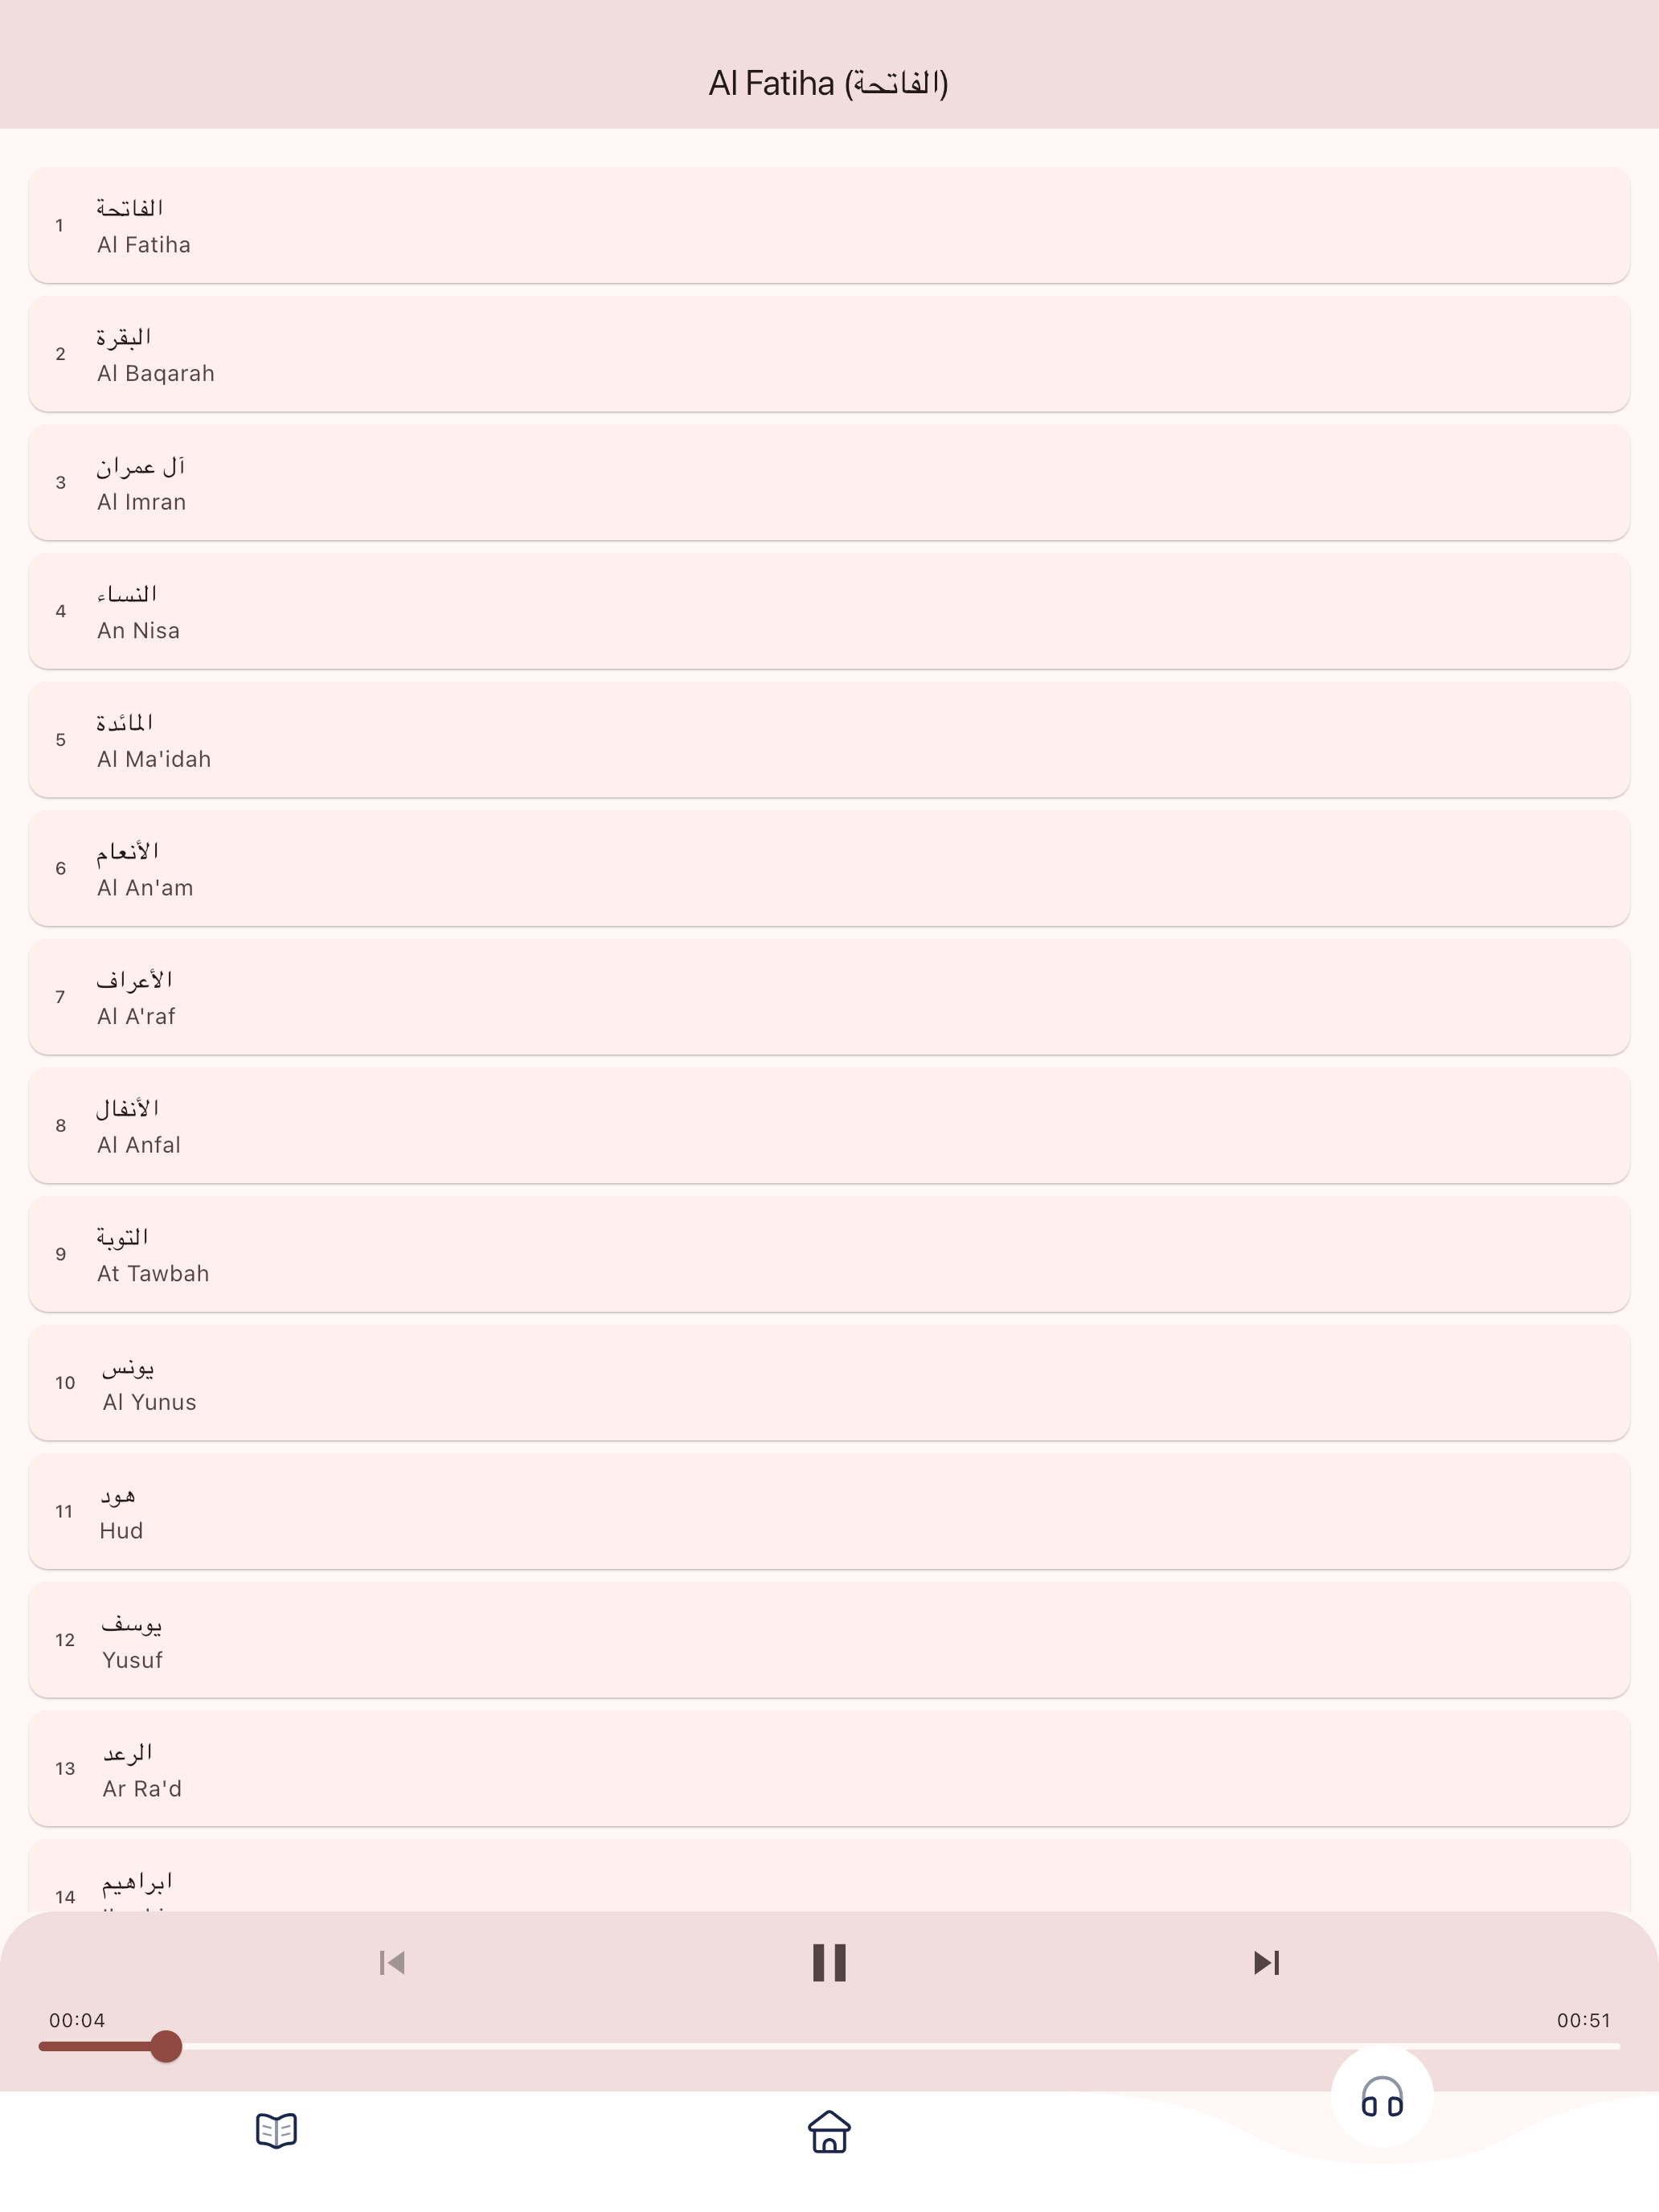 Al Fatiha (الفاتحة)
1
الفاتحة
Al Fatiha
2
البقرة
Al Baqarah
3
آل عمران
Al Imran
4
النساء
An Nisa
5
المائدة
Al Ma'idah
6
الأنعام
Al An'am
7
الأعراف
Al A'raf
8
الأنفال
Al Anfal
9
التوبة
At Tawbah
10
يونس
Al Yunus
11
هود
Hud
12
يوسف
Yusuf
13
الرعد
Ar Ra'd
14
ابراهيم
00:04
00:51